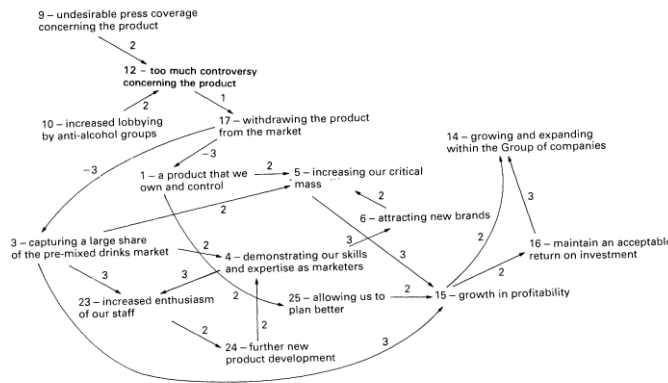 9 – undesirable press coverage
concerning the product
2
12 – too much controversy
concerning the product
2
1
10 – increased lobbying
by anti-alcohol groups
17 – withdrawing the product
from the market
14 – growing and expanding
within the Group of companies
–3
–3
1 – a product that we
own and control
2
5 – increasing our critical
mass
2
2
6 – attracting new brands
3
3 – capturing a large share
of the pre-mixed drinks market
2
4 – demonstrating our skills
and expertise as marketers
3
3
2
16 – maintain an acceptable
return on investment
3
3
2
23 – increased enthusiasm
of our staff
2
25 – allowing us to
plan better
2
15 – growth in profitability
2
2
24 – further new
product development
3